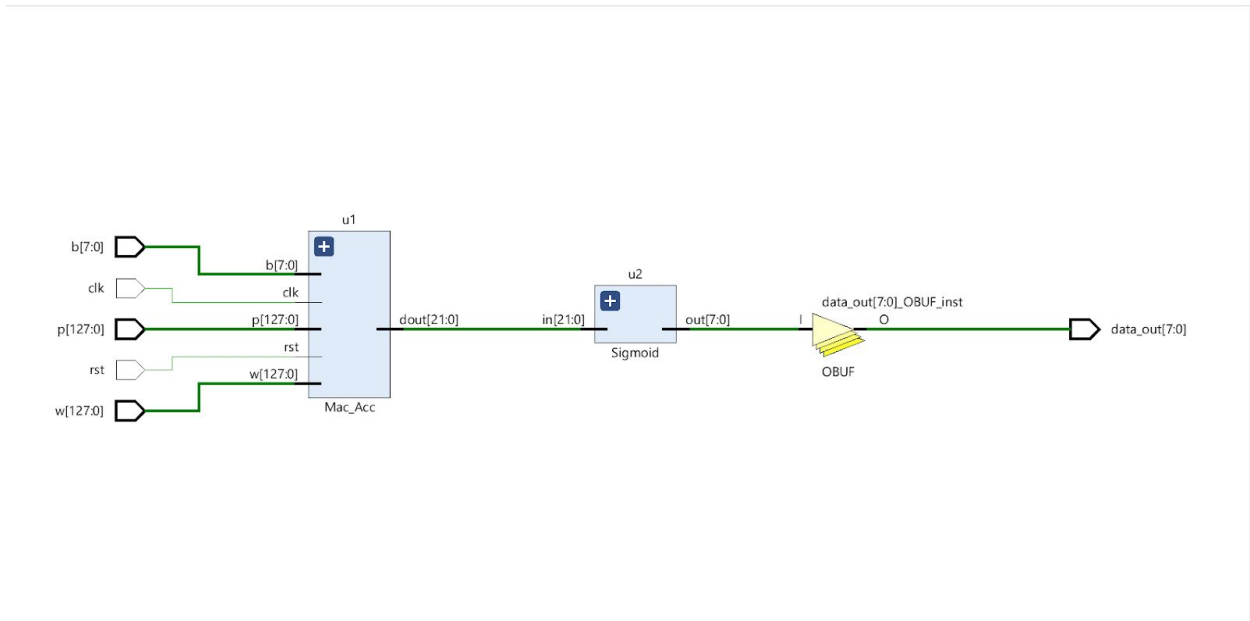 u1
b[7:0]
b[7:0]
clk
clk
p[127:0]
p[127:0]
rst
rst
w[127:0]
w[127:0]
dout[21:0]
Mac_Acc
u2
in[21:0]
out[7:0]
Sigmoid
data_out[7:0]_OBUF_inst
I
O
OBUF
data_out[7:0]